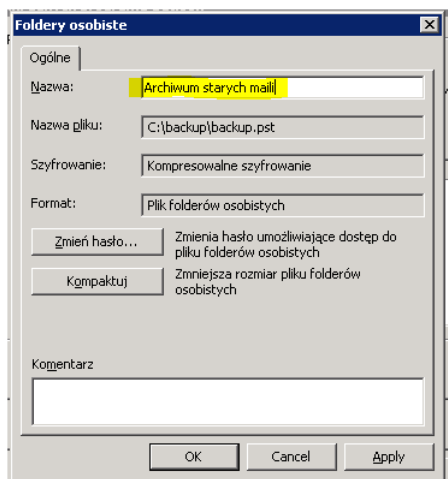 Foldery osobiste
Ogólne
Nazwa: Archiwum starych maili
Nazwa pliku: C:\backup\backup.pst
Szyfrowanie: Kompresowalne szyfrowanie
Format: Plik folderów osobistych
Zmień hasło... Zmienia hasło umożliwiające dostęp do
pliku folderów osobistych
Kompaktuj Zmniejsza rozmiar pliku folderów
osobistych
Komentarz
OK Cancel Apply